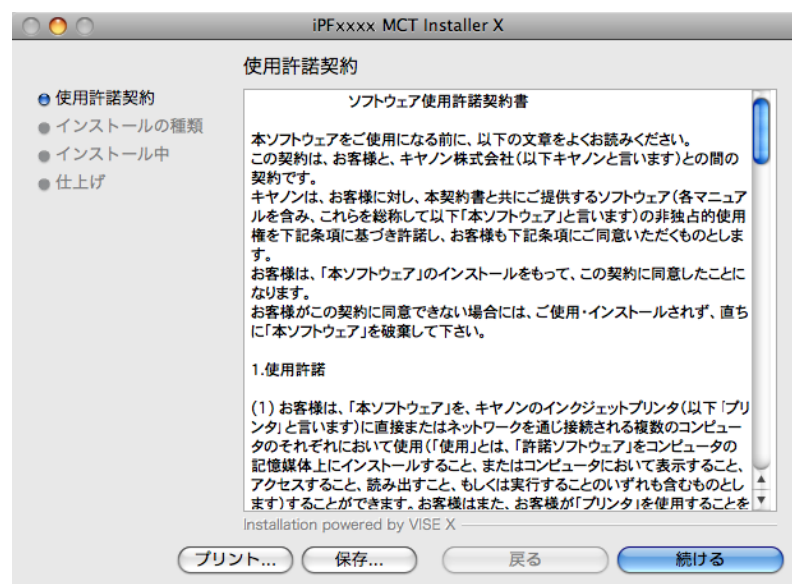 iPFxxxx MCT Installer X
使用許諾契約
使用許諾契約
インストールの種類
インストール中
仕上げ
ソフトウェア使用許諾契約書
本ソフトウェアをご使用になる前に、以下の文章をよくお読みください。
この契約は、お客様と、キヤノン株式会社(以下キヤノンと言います)との間の
契約です。
キヤノンは、お客様に対し、本契約書と共にご提供するソフトウェア(各マニュア
ルを含み、これらを総称して以下「本ソフトウェア」と言います)の非独占的使用
権を下記条項に基づき許諾し、お客様も下記条項にご同意いただくものとしま
す。
お客様は、「本ソフトウェア」のインストールをもって、この契約に同意したことに
なります。
お客様がこの契約に同意できない場合には、ご使用・インストールされず、直ち
に「本ソフトウェア」を破棄して下さい。
1.使用許諾
(1) お客様は、「本ソフトウェア」を、キヤノンのインクジェットプリンタ(以下「プリ
ンタ」と言います)に直接またはネットワークを通じ接続される複数のコンピュー
タのそれぞれにおいて使用(「使用」とは、「許諾ソフトウェア」をコンピュータの
記憶媒体上にインストールすること、またはコンピュータにおいて表示すること、
アクセスすること、読み出すこと、もしくは実行することのいずれも含むものとし
ます)することができます。お客様はまた、お客様が「プリンタ」を使用することを
Installation powered by VISE X
プリント...
保存...
戻る
続ける